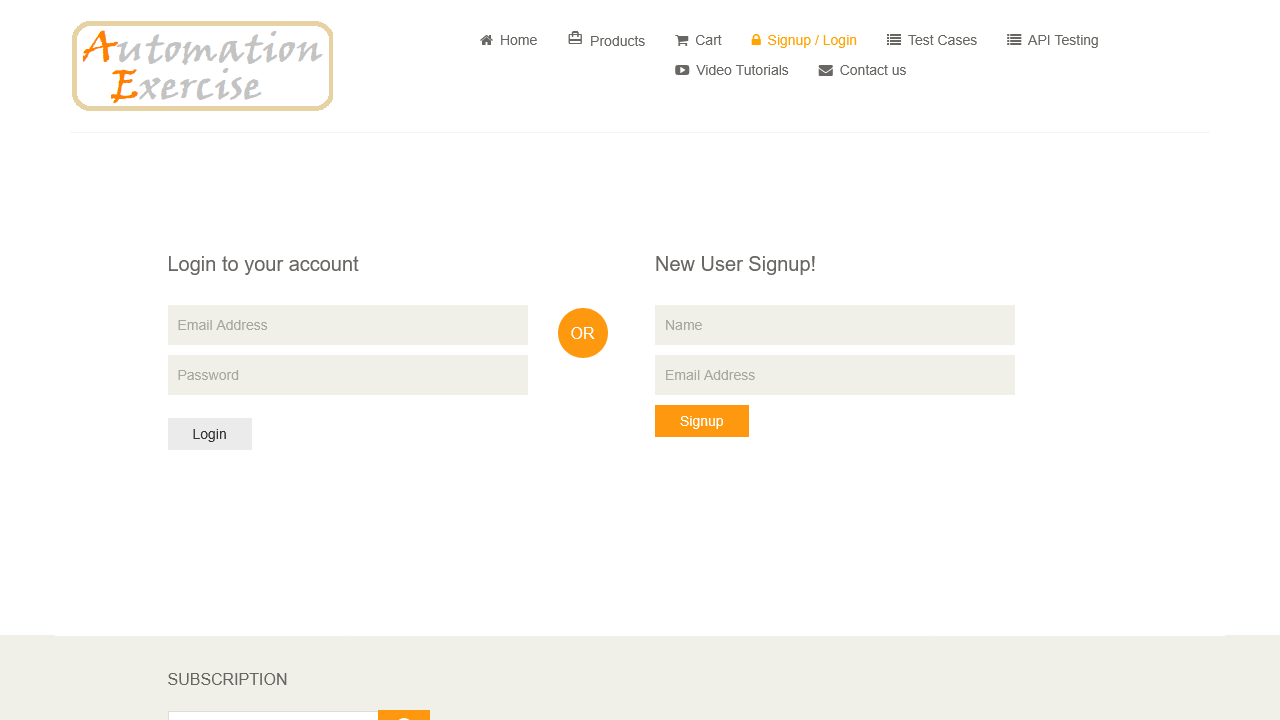 Automation
Exercise
Home
Products
Cart
Signup / Login
Test Cases
API Testing
Video Tutorials
Contact us
Login to your account
Email Address
Password
Login
OR
New User Signup!
Name
Email Address
Signup
SUBSCRIPTION